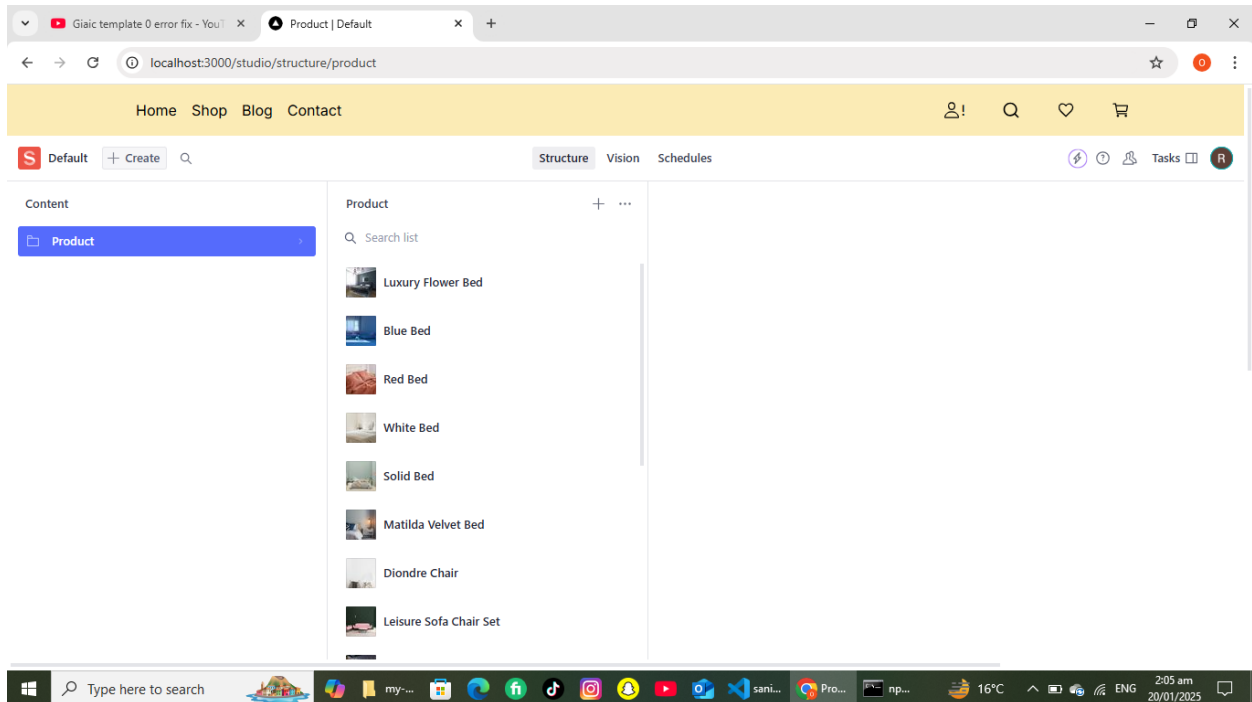 Giaic template 0 error fix - YouT
Product | Default
localhost:3000/studio/structure/product
O
Home Shop Blog Contact
!
S Default + Create
Structure Vision Schedules
Tasks R
Content
Product
Product
Search list
Luxury Flower Bed
Blue Bed
Red Bed
White Bed
Solid Bed
Matilda Velvet Bed
Diondre Chair
Leisure Sofa Chair Set
Type here to search
my-...
fi
sani...
Pro...
np...
16°C
ENG
2:05 am
20/01/2025